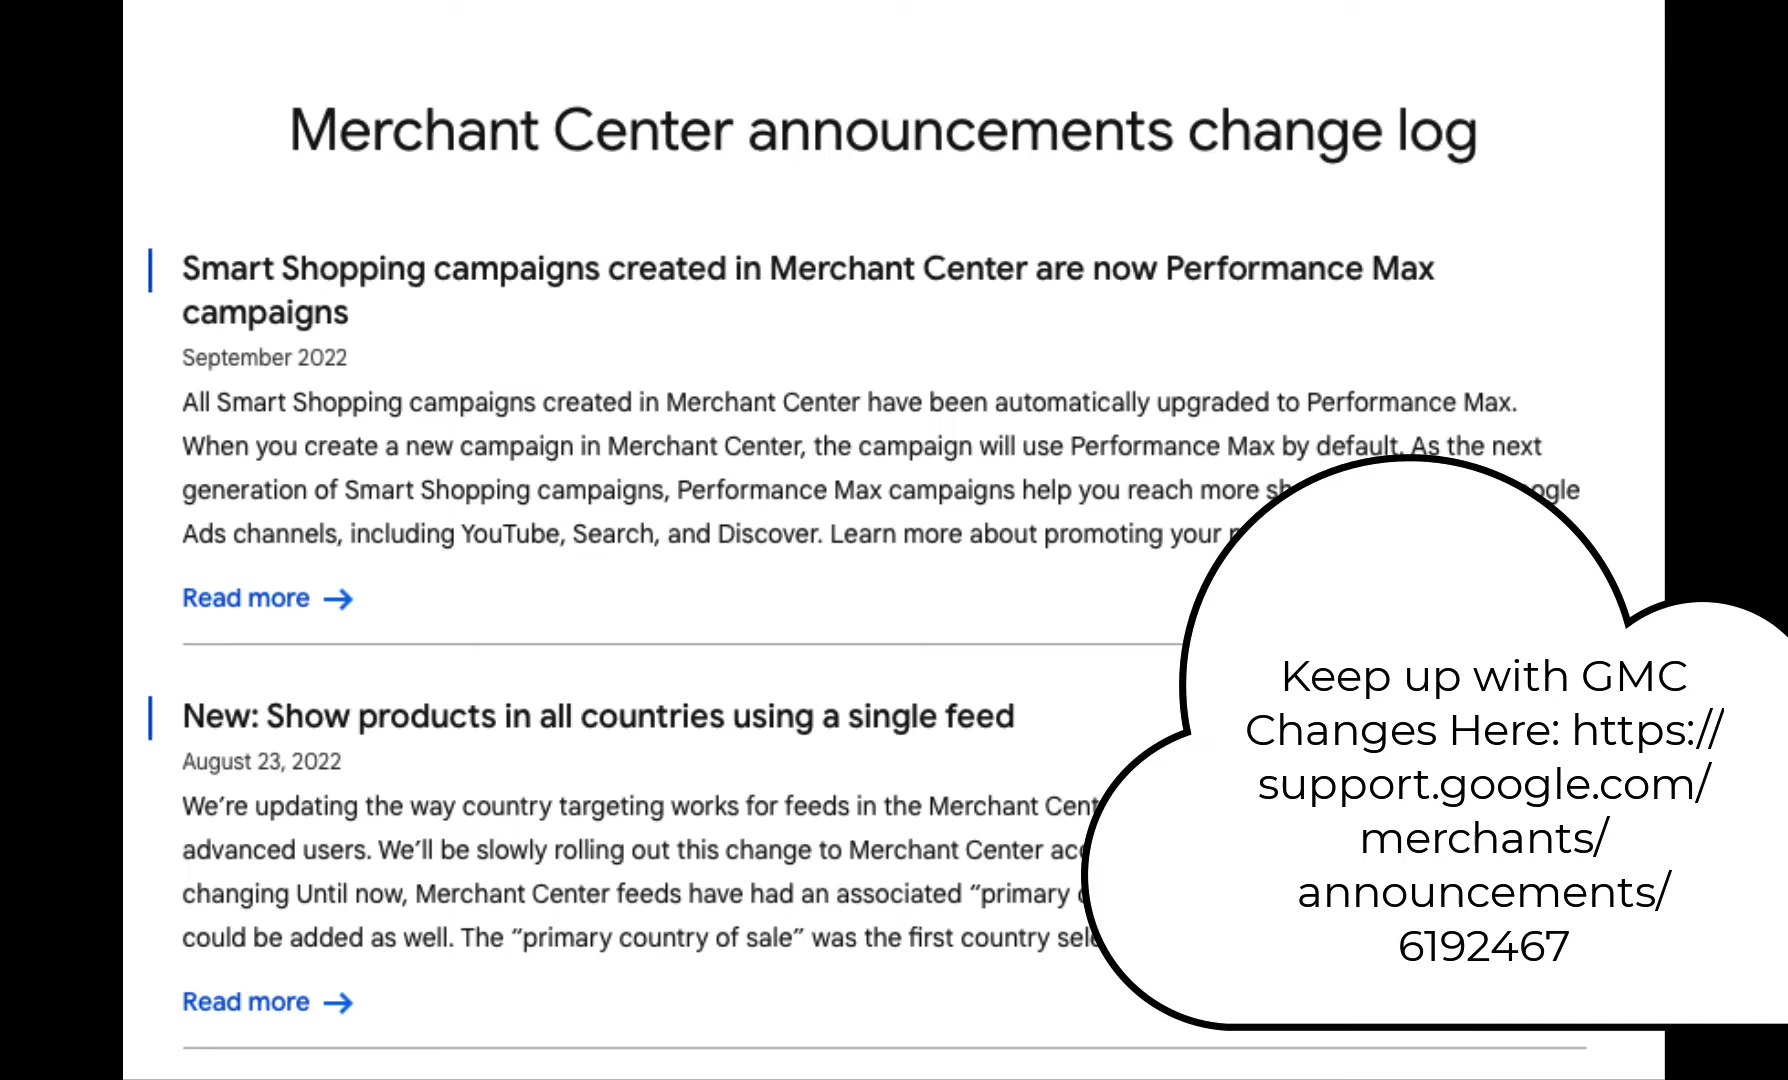 Merchant Center announcements change log
Smart Shopping campaigns created in Merchant Center are now Performance Max
campaigns
September 2022
All Smart Shopping campaigns created in Merchant Center have been automatically upgraded to Performance Max.
When you create a new campaign in Merchant Center, the campaign will use Performance Max by default. As the next
generation of Smart Shopping campaigns, Performance Max campaigns help you reach more
Ads channels, including YouTube, Search, and Discover. Learn more about promoting your
Read more
New: Show products in all countries using a single feed
August 23, 2022
We’re updating the way country targeting works for feeds in the Merchant
advanced users. We’ll be slowly rolling out this change to Merchant Center
changing Until now, Merchant Center feeds have had an associated “primary
could be added as well. The “primary country of sale” was the first country
Read more
Keep up with GMC
Changes Here: https://
support.google.com/
merchants/
announcements/
6192467